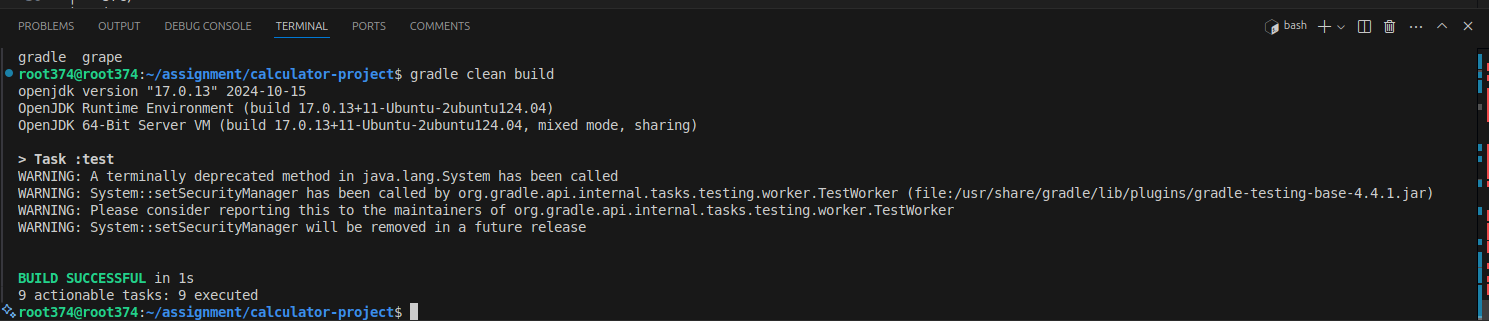 PROBLEMS OUTPUT DEBUG CONSOLE TERMINAL PORTS COMMENTS bash
gradle grape
root374@root374:~/assignment/calculator-project$ gradle clean build
openjdk version "17.0.13" 2024-10-15
OpenJDK Runtime Environment (build 17.0.13+11-Ubuntu-2ubuntu124.04)
OpenJDK 64-Bit Server VM (build 17.0.13+11-Ubuntu-2ubuntu124.04, mixed mode, sharing)
> Task :test
WARNING: A terminally deprecated method in java.lang.System has been called
WARNING: System::setSecurityManager has been called by org.gradle.api.internal.tasks.testing.worker.TestWorker (file:/usr/share/gradle/lib/plugins/gradle-testing-base-4.4.1.jar)
WARNING: Please consider reporting this to the maintainers of org.gradle.api.internal.tasks.testing.worker.TestWorker
WARNING: System::setSecurityManager will be removed in a future release
BUILD SUCCESSFUL in 1s
9 actionable tasks: 9 executed
root374@root374:~/assignment/calculator-project$